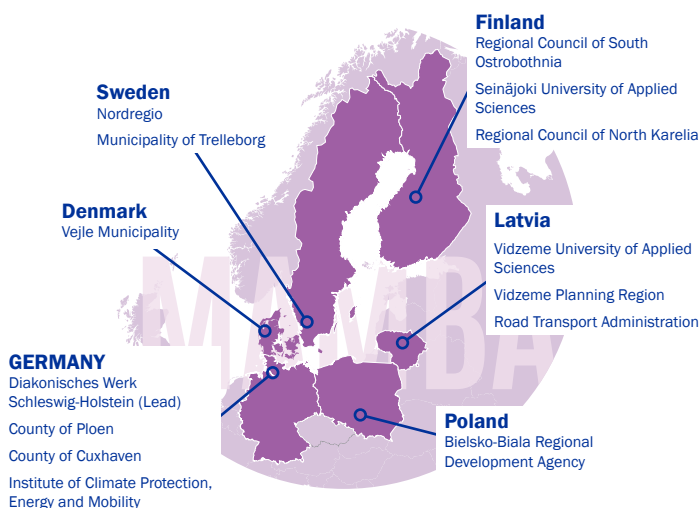 Finland
Regional Council of South
Ostrobothnia
Seinäjoki University of Applied
Sciences
Regional Council of North Karelia
Sweden
Nordregio
Municipality of Trelleborg
Denmark
Vejle Municipality
Latvia
Vidzeme University of Applied
Sciences
Vidzeme Planning Region
Road Transport Administration
MAMBA
GERMANY
Diakonisches Werk
Schleswig-Holstein (Lead)
County of Ploen
County of Cuxhaven
Institute of Climate Protection,
Energy and Mobility
Poland
Bielsko-Biala Regional
Development Agency